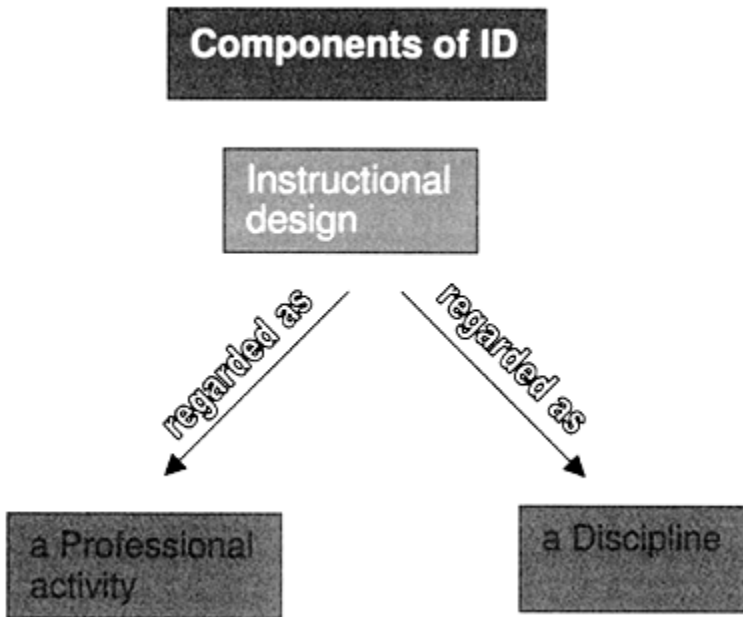 Components of ID
Instructional
design
regarded as
regarded as
a Professional
activity
a Discipline